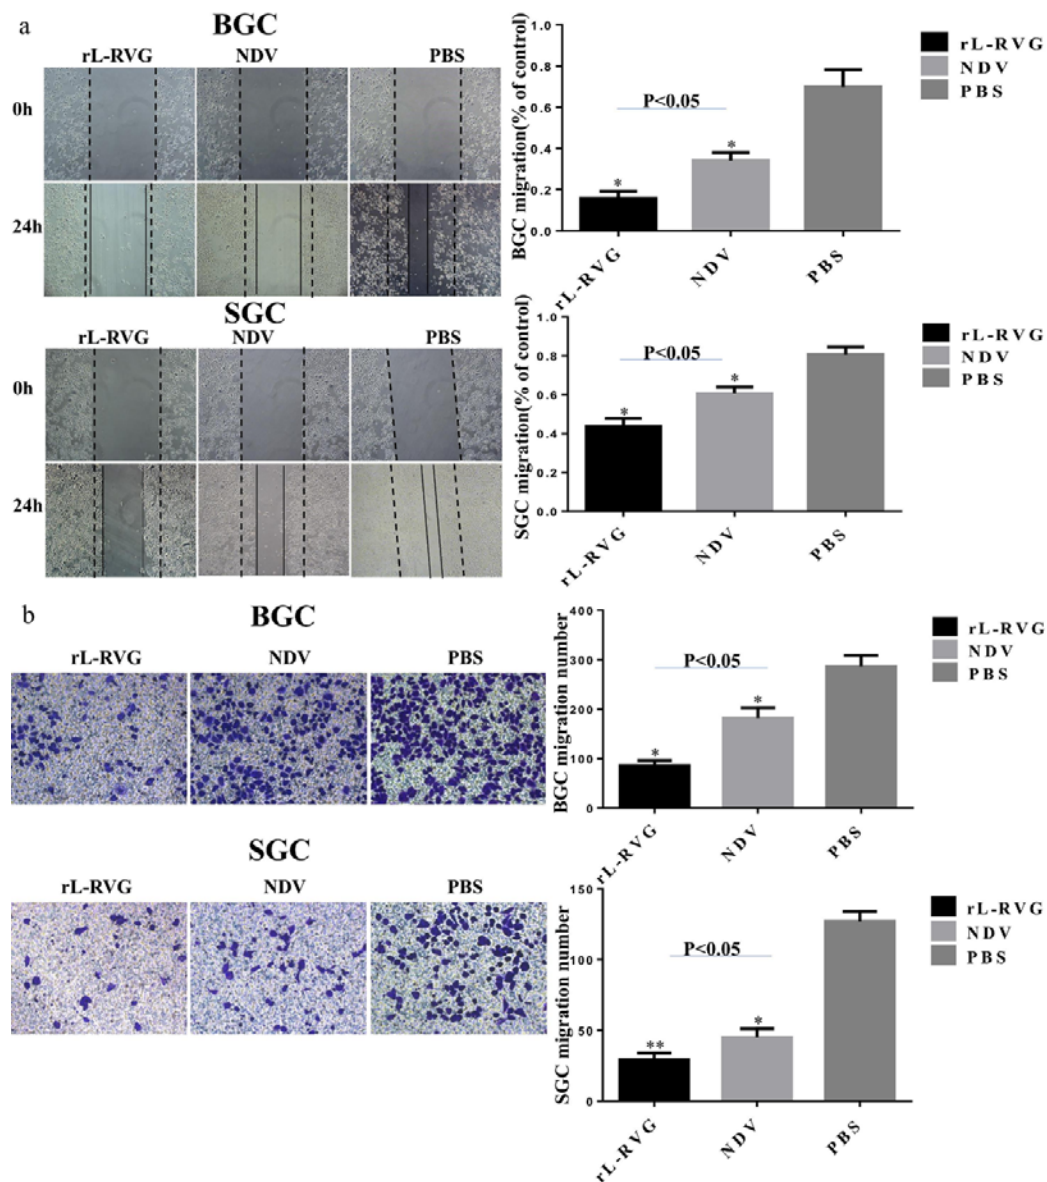 a
BGC
rL-RVG NDV PBS
0h
24h
SGC
rL-RVG NDV PBS
0h
24h
BGC migration(% of control)
1.0
0.8
0.6
0.4
0.2
0.0
P<0.05
*
*
rL-RVG
NDV
PBS
rL-RVG
NDV
PBS
SGC migration(% of control)
1.0
0.8
0.6
0.4
0.2
0.0
P<0.05
*
*
rL-RVG
NDV
PBS
rL-RVG
NDV
PBS
b
BGC
rL-RVG NDV PBS
BGC migration number
400
300
200
100
0
P<0.05
*
*
rL-RVG
NDV
PBS
rL-RVG
NDV
PBS
SGC
rL-RVG NDV PBS
SGC migration number
150
100
50
0
P<0.05
**
*
rL-RVG
NDV
PBS
rL-RVG
NDV
PBS